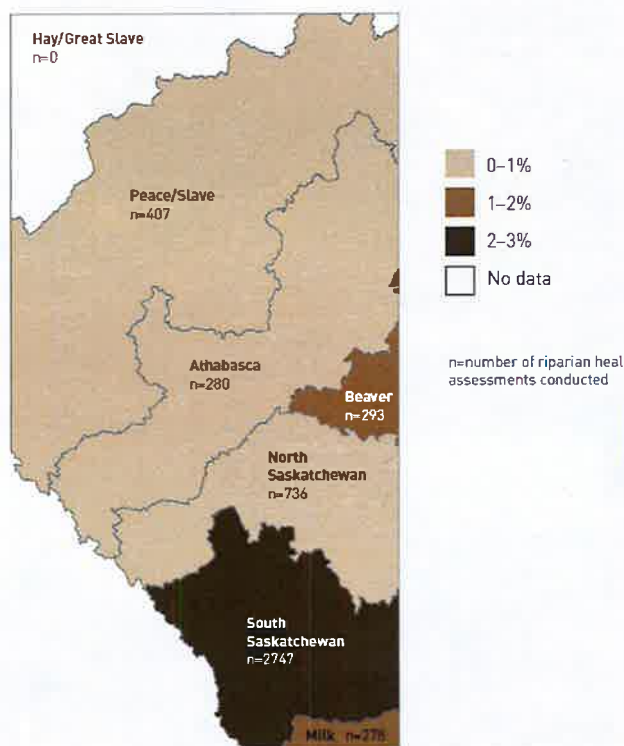 Hay/Great Slave
n=0
Peace/Slave
n=407
Athabasca
n=280
Beaver
n=293
North
Saskatchewan
n=736
South
Saskatchewan
n=2747
Milk n=278
0–1%
1–2%
2–3%
No data
n=number of riparian heal
assessments conducted